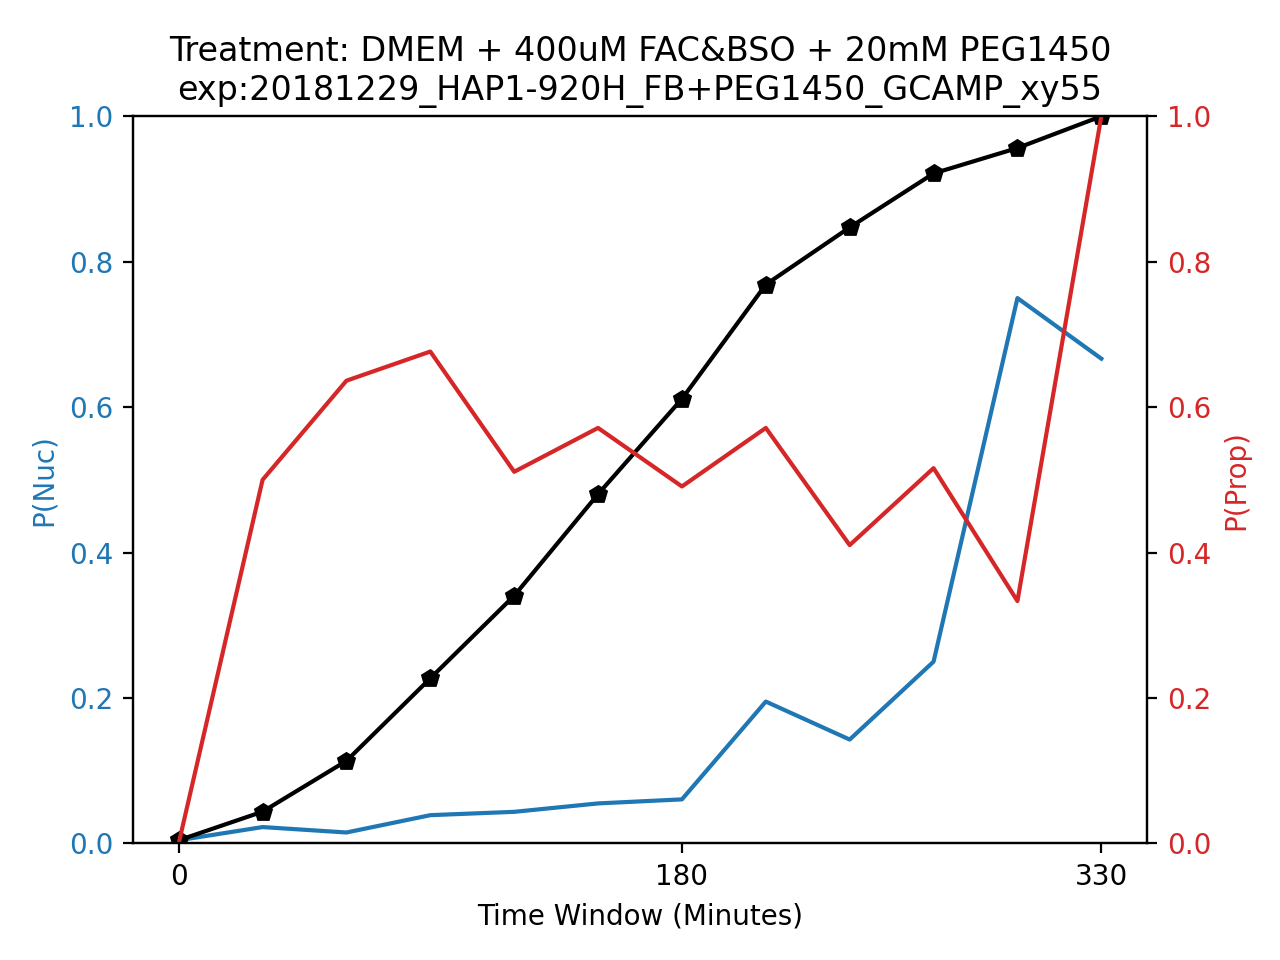 Treatment: DMEM + 400uM FAC&BSO + 20mM PEG1450
exp:20181229_HAP1-920H_FB+PEG1450_GCAMP_xy55
1.0
0.8
0.6
0.4
0.2
0.0
P(Nuc)
1.0
0.8
0.6
0.4
0.2
0.0
P(Prop)
0 180 330
Time Window (Minutes)